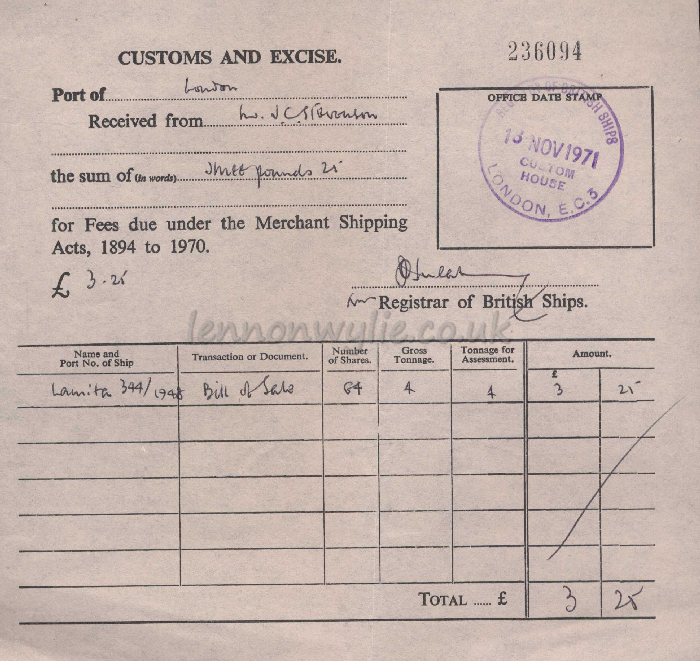 236094
CUSTOMS AND EXCISE.
Port of London
Received from J.C. Stevenson
the sum of (in words) Three pounds 25
for Fees due under the Merchant Shipping
Acts, 1894 to 1970.
£ 3.25
OFFICE DATE STAMP
OF BRITISH SHIPS
13 NOV 1971
CUSTOM
HOUSE
LONDON, E.C.3
Registrar of British Ships.
lennonwylie.co.uk
Name and Port No. of Ship Transaction or Document. Number of Shares. Gross Tonnage. Tonnage for Assessment. Amount.
£
344/1948 Bill of Sale 64 4 4 3 25
TOTAL ...... £ 3 25